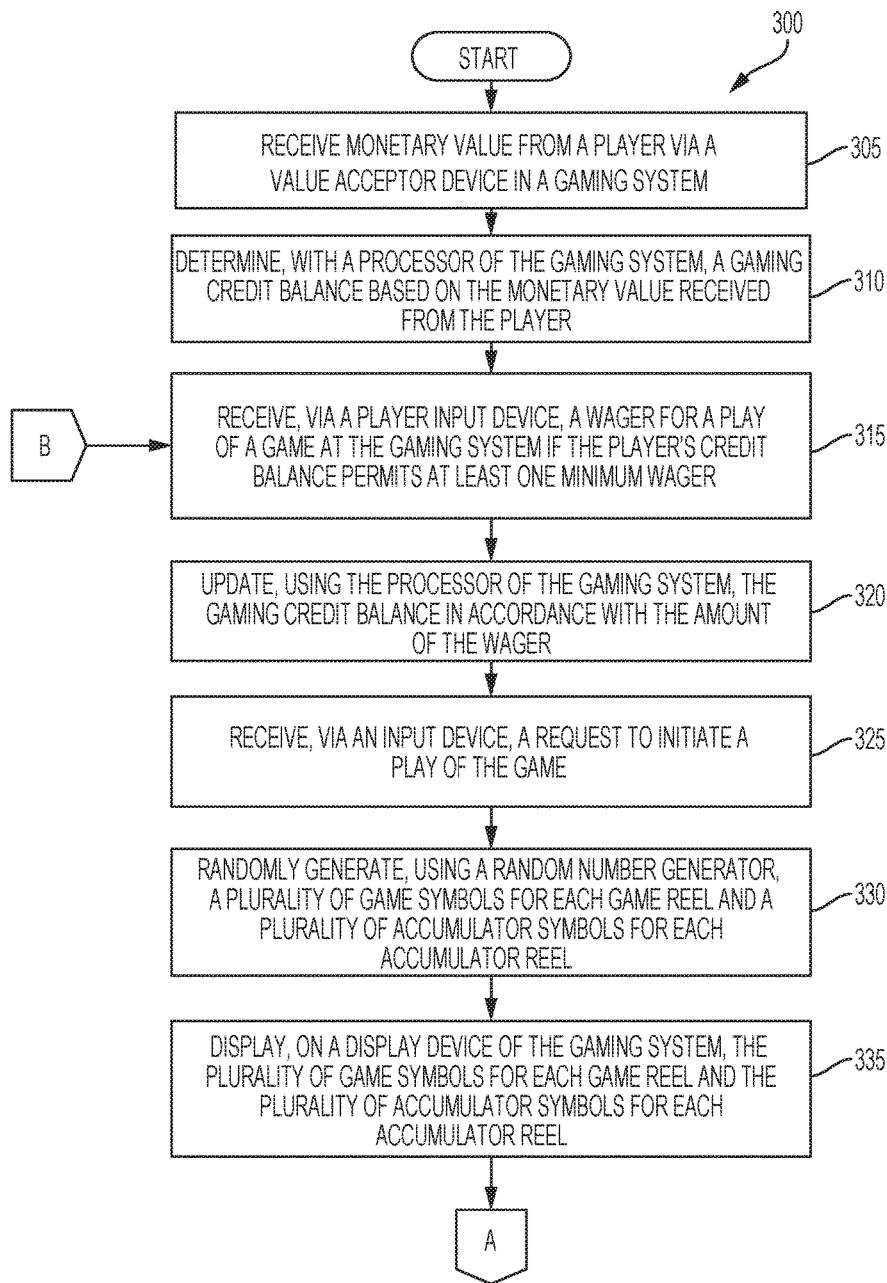 300
START
RECEIVE MONETARY VALUE FROM A PLAYER VIA A
VALUE ACCEPTOR DEVICE IN A GAMING SYSTEM
305
DETERMINE, WITH A PROCESSOR OF THE GAMING SYSTEM, A GAMING
CREDIT BALANCE BASED ON THE MONETARY VALUE RECEIVED
FROM THE PLAYER
310
B
RECEIVE, VIA A PLAYER INPUT DEVICE, A WAGER FOR A PLAY
OF A GAME AT THE GAMING SYSTEM IF THE PLAYER'S CREDIT
BALANCE PERMITS AT LEAST ONE MINIMUM WAGER
315
UPDATE, USING THE PROCESSOR OF THE GAMING SYSTEM, THE
GAMING CREDIT BALANCE IN ACCORDANCE WITH THE AMOUNT
OF THE WAGER
320
RECEIVE, VIA AN INPUT DEVICE, A REQUEST TO INITIATE A
PLAY OF THE GAME
325
RANDOMLY GENERATE, USING A RANDOM NUMBER GENERATOR,
A PLURALITY OF GAME SYMBOLS FOR EACH GAME REEL AND A
PLURALITY OF ACCUMULATOR SYMBOLS FOR EACH
ACCUMULATOR REEL
330
DISPLAY, ON A DISPLAY DEVICE OF THE GAMING SYSTEM, THE
PLURALITY OF GAME SYMBOLS FOR EACH GAME REEL AND THE
PLURALITY OF ACCUMULATOR SYMBOLS FOR EACH
ACCUMULATOR REEL
335
A